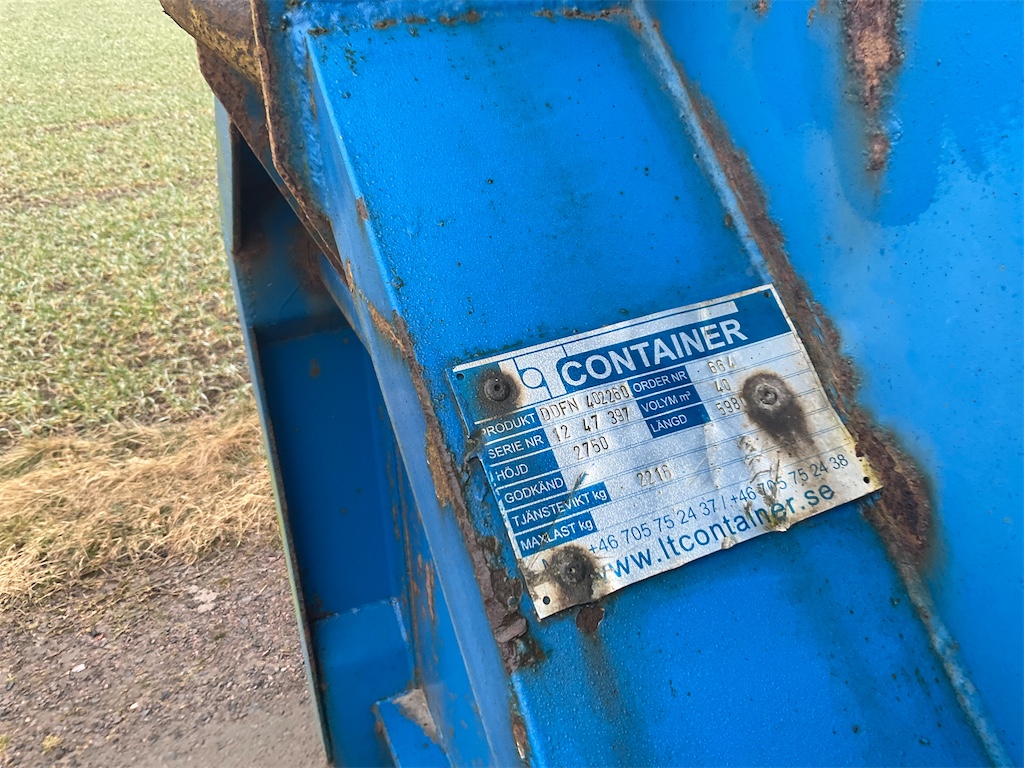 CONTAINER
PRODUKT DDFN 402260 ORDER NR 664
SERIE NR 12 47 397 VOLYM m³ 40
HÖJD 2750 LÄNGD 598
GODKÄND
TJÄNSTEVIKT kg 2216
MAXLAST kg
+46 705 75 24 37 / +46 705 75 24 38
www.ltcontainer.se